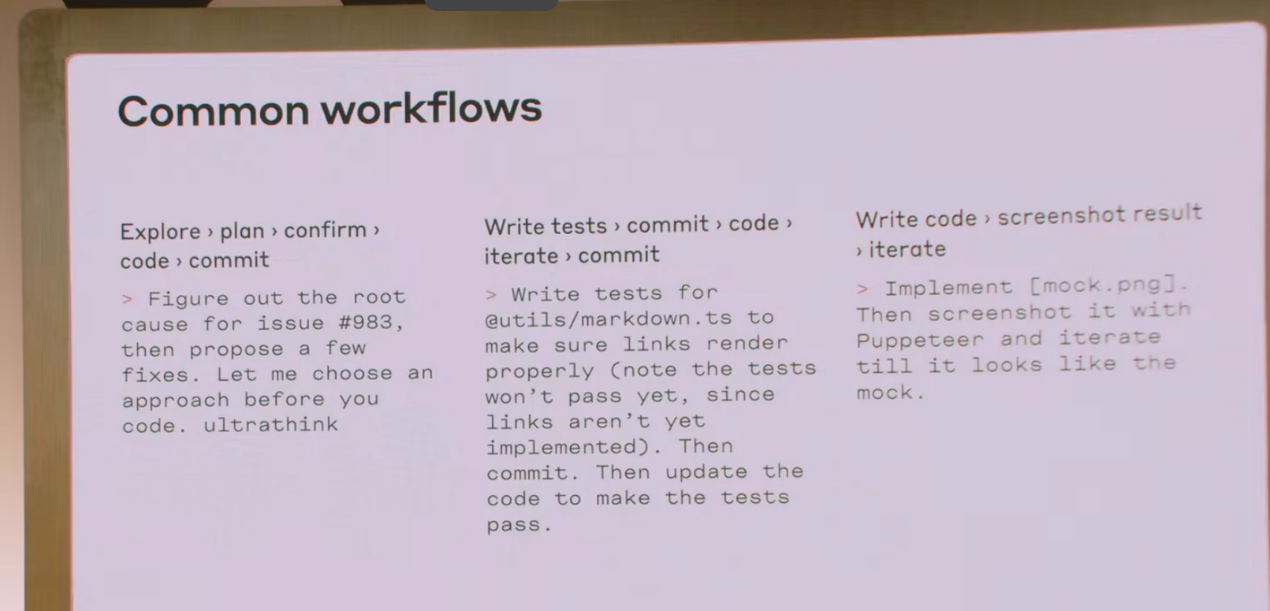 Common workflows
Explore › plan › confirm ›
code › commit
> Figure out the root
cause for issue #983,
then propose a few
fixes. Let me choose an
approach before you
code. ultrathink
Write tests › commit › code ›
iterate › commit
> Write tests for
@utils/markdown.ts to
make sure links render
properly (note the tests
won't pass yet, since
links aren't yet
implemented). Then
commit. Then update the
code to make the tests
pass.
Write code › screenshot result
› iterate
> Implement [mock.png].
Then screenshot it with
Puppeteer and iterate
till it looks like the
mock.